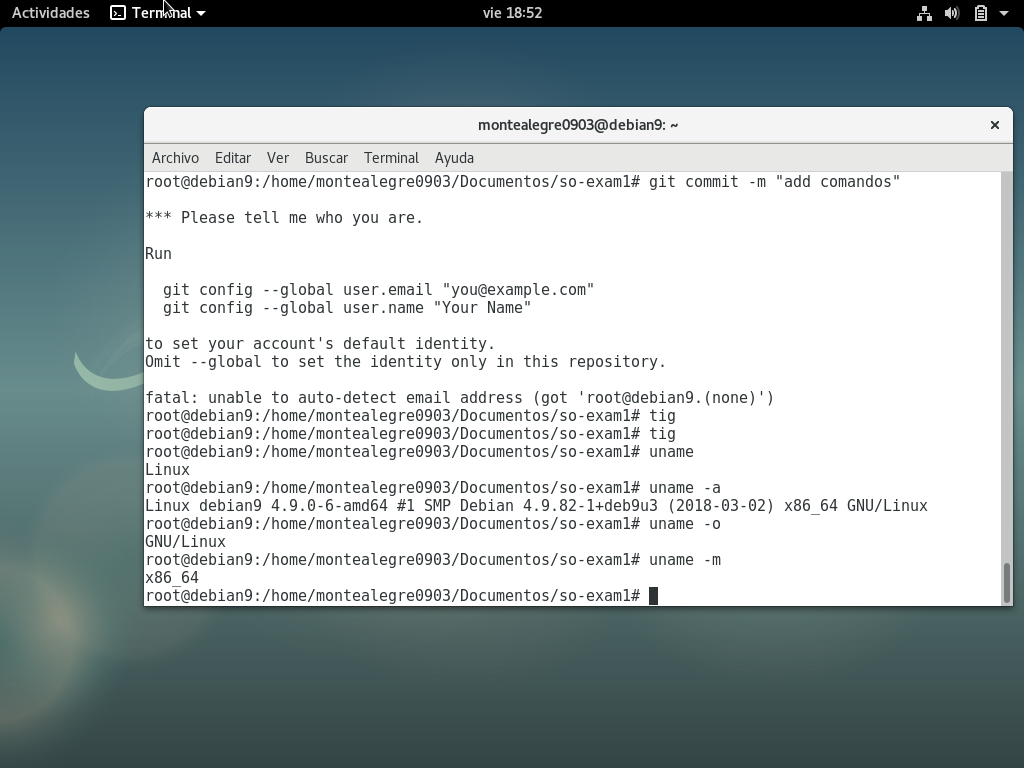 Actividades Terminal vie 18:52
montealegre0903@debian9: ~
Archivo Editar Ver Buscar Terminal Ayuda
root@debian9:/home/montealegre0903/Documentos/so-exam1# git commit -m "add comandos"
*** Please tell me who you are.
Run
git config --global user.email "you@example.com"
git config --global user.name "Your Name"
to set your account's default identity.
Omit --global to set the identity only in this repository.
fatal: unable to auto-detect email address (got 'root@debian9.(none)')
root@debian9:/home/montealegre0903/Documentos/so-exam1# tig
root@debian9:/home/montealegre0903/Documentos/so-exam1# tig
root@debian9:/home/montealegre0903/Documentos/so-exam1# uname
Linux
root@debian9:/home/montealegre0903/Documentos/so-exam1# uname -a
Linux debian9 4.9.0-6-amd64 #1 SMP Debian 4.9.82-1+deb9u3 (2018-03-02) x86_64 GNU/Linux
root@debian9:/home/montealegre0903/Documentos/so-exam1# uname -o
GNU/Linux
root@debian9:/home/montealegre0903/Documentos/so-exam1# uname -m
x86_64
root@debian9:/home/montealegre0903/Documentos/so-exam1#